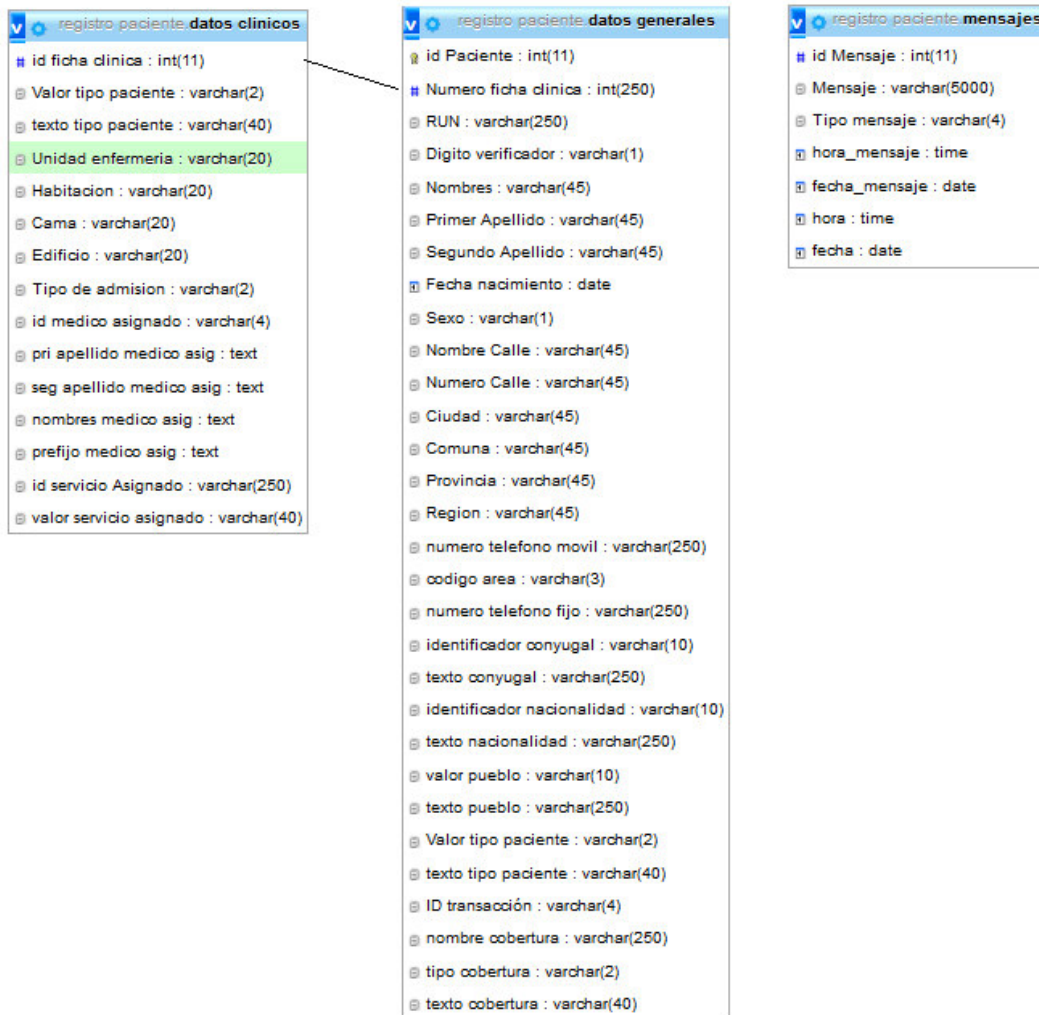 registro paciente datos clinicos
id ficha clinica : int(11)
Valor tipo paciente : varchar(2)
texto tipo paciente : varchar(40)
Unidad enfermeria : varchar(20)
Habitacion : varchar(20)
Cama : varchar(20)
Edificio : varchar(20)
Tipo de admision : varchar(2)
id medico asignado : varchar(4)
pri apellido medico asig : text
seg apellido medico asig : text
nombres medico asig : text
prefijo medico asig : text
id servicio Asignado : varchar(250)
valor servicio asignado : varchar(40)
registro paciente datos generales
id Paciente : int(11)
Numero ficha clinica : int(250)
RUN : varchar(250)
Digito verificador : varchar(1)
Nombres : varchar(45)
Primer Apellido : varchar(45)
Segundo Apellido : varchar(45)
Fecha nacimiento : date
Sexo : varchar(1)
Nombre Calle : varchar(45)
Numero Calle : varchar(45)
Ciudad : varchar(45)
Comuna : varchar(45)
Provincia : varchar(45)
Region : varchar(45)
numero telefono movil : varchar(250)
codigo area : varchar(3)
numero telefono fijo : varchar(250)
identificador conyugal : varchar(10)
texto conyugal : varchar(250)
identificador nacionalidad : varchar(10)
texto nacionalidad : varchar(250)
valor pueblo : varchar(10)
texto pueblo : varchar(250)
Valor tipo paciente : varchar(2)
texto tipo paciente : varchar(40)
ID transacción : varchar(4)
nombre cobertura : varchar(250)
tipo cobertura : varchar(2)
texto cobertura : varchar(40)
registro paciente mensajes
id Mensaje : int(11)
Mensaje : varchar(5000)
Tipo mensaje : varchar(4)
hora_mensaje : time
fecha_mensaje : date
hora : time
fecha : date